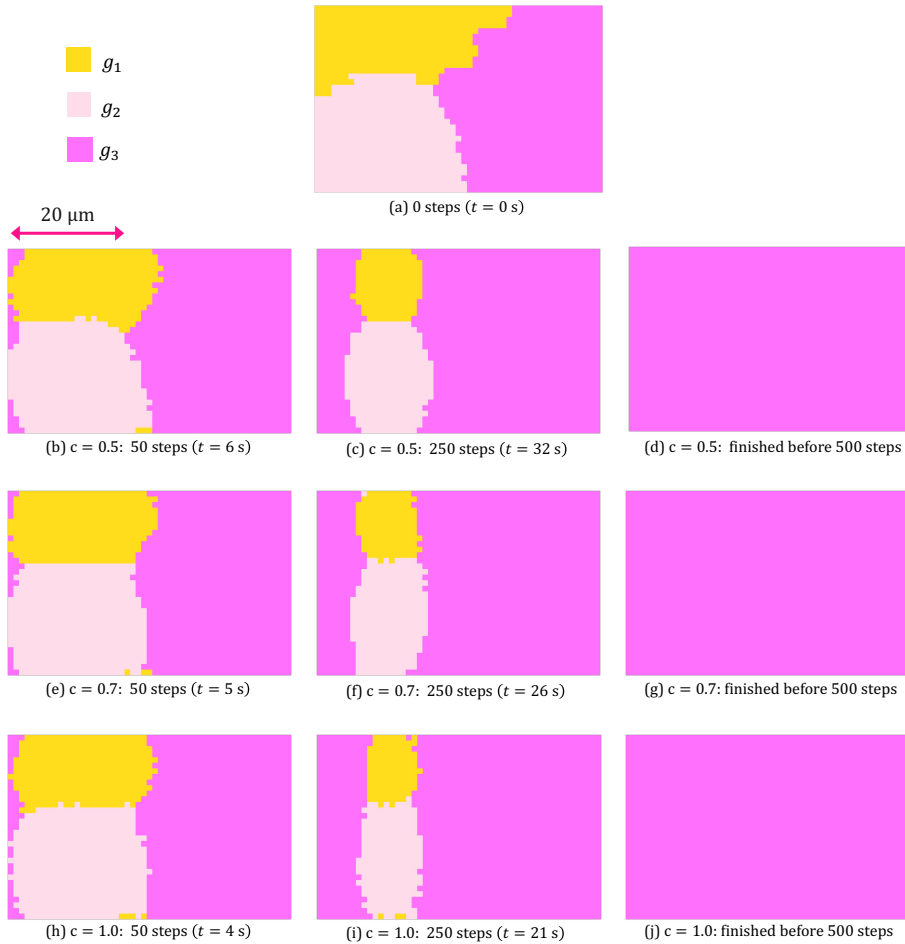 g₁
g₂
g₃
(a) 0 steps (t = 0 s)
20 μm
(b) c = 0.5: 50 steps (t = 6 s)
(c) c = 0.5: 250 steps (t = 32 s)
(d) c = 0.5: finished before 500 steps
(e) c = 0.7: 50 steps (t = 5 s)
(f) c = 0.7: 250 steps (t = 26 s)
(g) c = 0.7: finished before 500 steps
(h) c = 1.0: 50 steps (t = 4 s)
(i) c = 1.0: 250 steps (t = 21 s)
(j) c = 1.0: finished before 500 steps